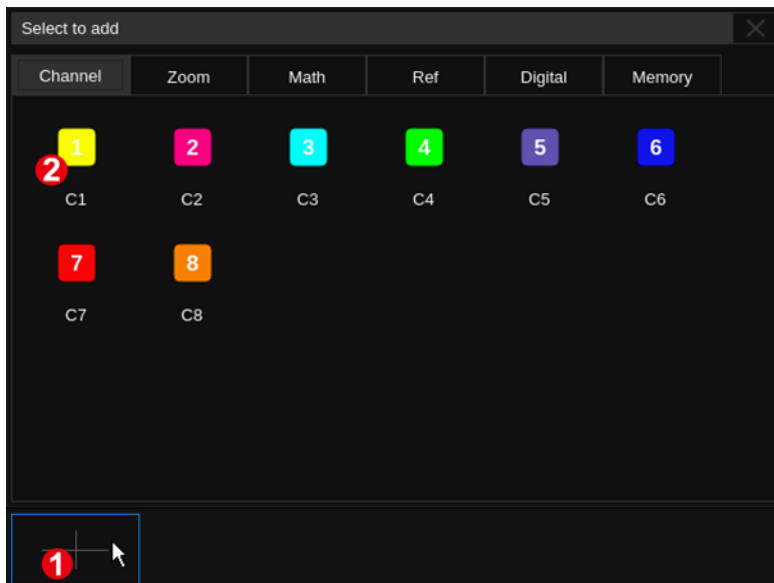 Select to add
Channel Zoom Math Ref Digital Memory
1 2 3 4 5 6
2
C1 C2 C3 C4 C5 C6
7 8
C7 C8
1